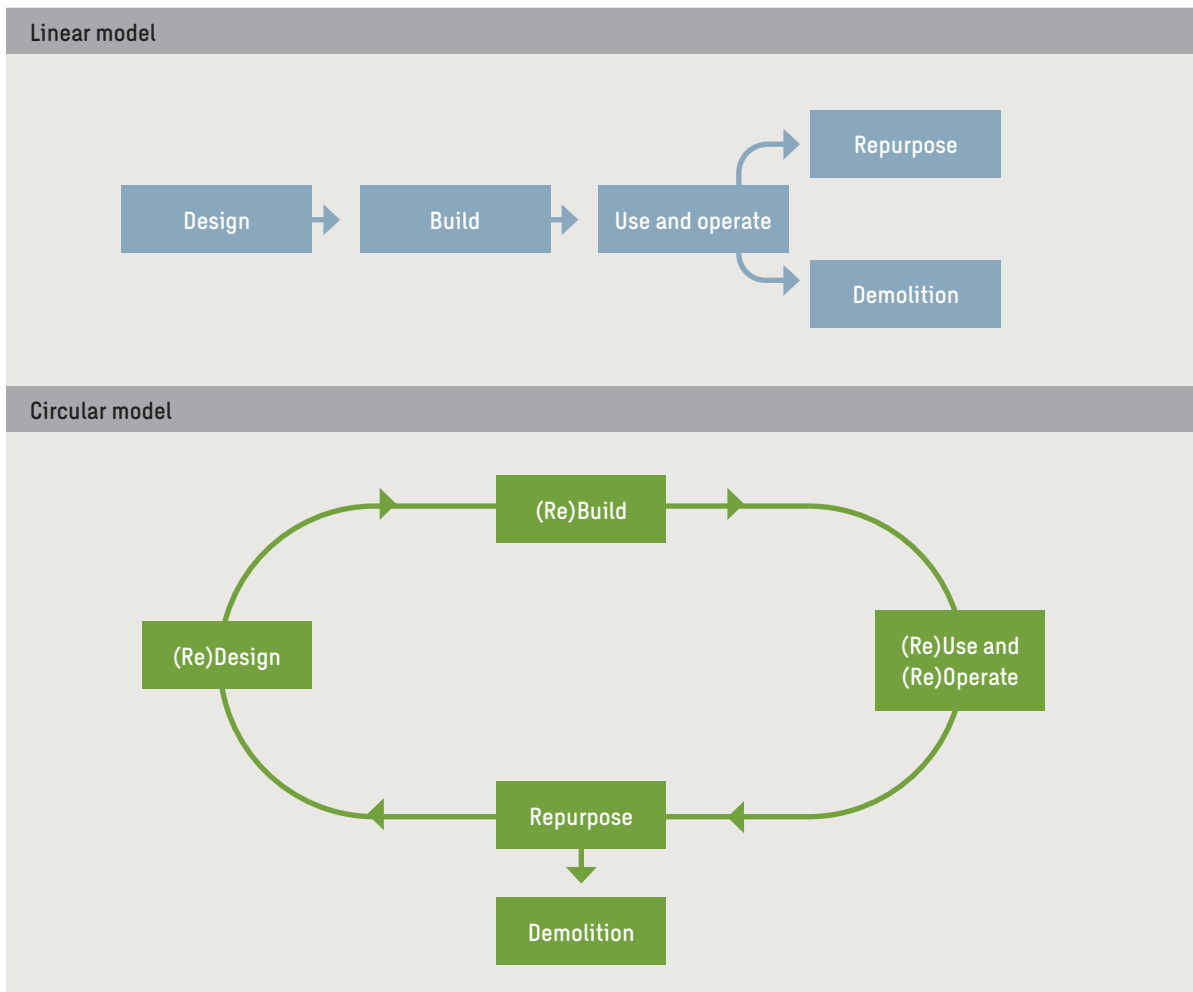 Linear model
Design
Build
Use and operate
Repurpose
Demolition
Circular model
(Re)Build
(Re)Design
(Re)Use and
(Re)Operate
Repurpose
Demolition